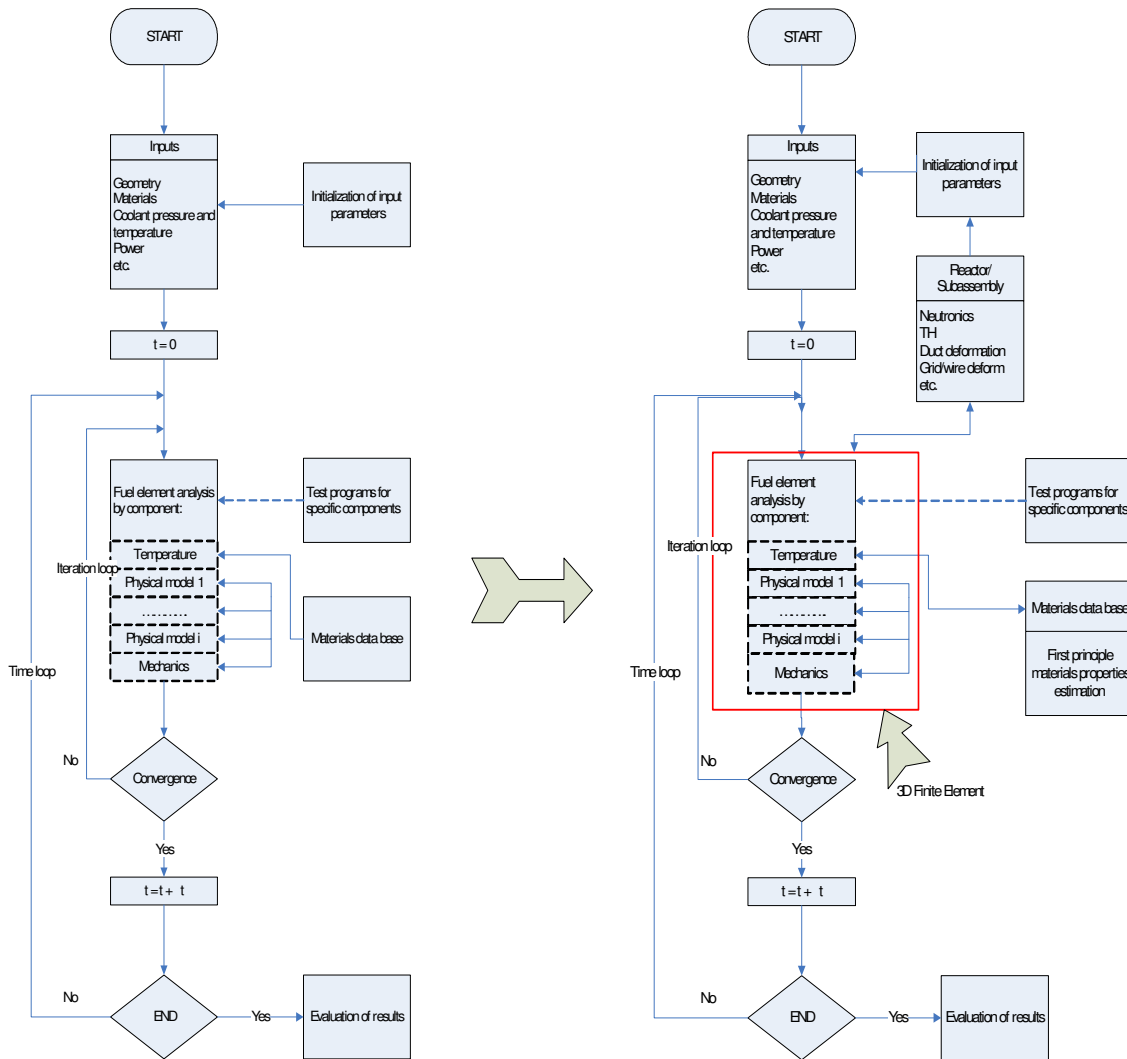 START
Inputs
Geometry
Materials
Coolant pressure and
temperature
Power
etc.
Initialization of input
parameters
t = 0
Fuel element analysis
by component:
Test programs for
specific components
Temperature
Iteration loop
Physical model 1
............
Physical model i
Materials data base
Mechanics
Time loop
No
Convergence
Yes
t = t + t
No
END
Yes
Evaluation of results
START
Inputs
Geometry
Materials
Coolant pressure
and temperature
Power
etc.
Initialization of input
parameters
Reactor/
Subassembly
Neutronics
TH
Duct deformation
Grid/wire deform
etc.
t = 0
Fuel element
analysis by
component:
Test programs for
specific components
Iteration loop
Temperature
Physical model 1
............
Physical model i
Mechanics
Materials data base
First principle
materials properties
estimation
Time loop
No
Convergence
3D Finite Element
Yes
t = t + t
No
END
Yes
Evaluation of results